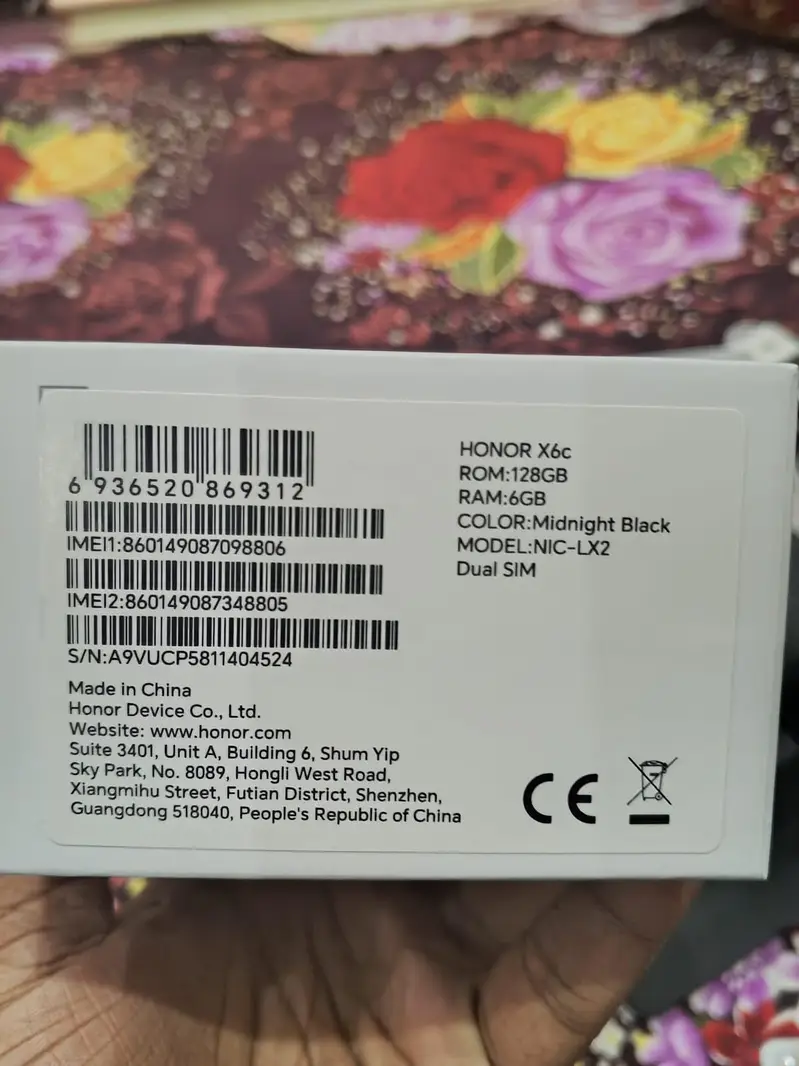 6 936520 869312
IMEI1:860149087098806
IMEI2:860149087348805
S/N:A9VUCP5811404524
Made in China
Honor Device Co., Ltd.
Website: www.honor.com
Suite 3401, Unit A, Building 6, Shum Yip
Sky Park, No. 8089, Hongli West Road,
Xiangmihu Street, Futian District, Shenzhen,
Guangdong 518040, People's Republic of China
HONOR X6c
ROM:128GB
RAM:6GB
COLOR:Midnight Black
MODEL:NIC-LX2
Dual SIM
CE